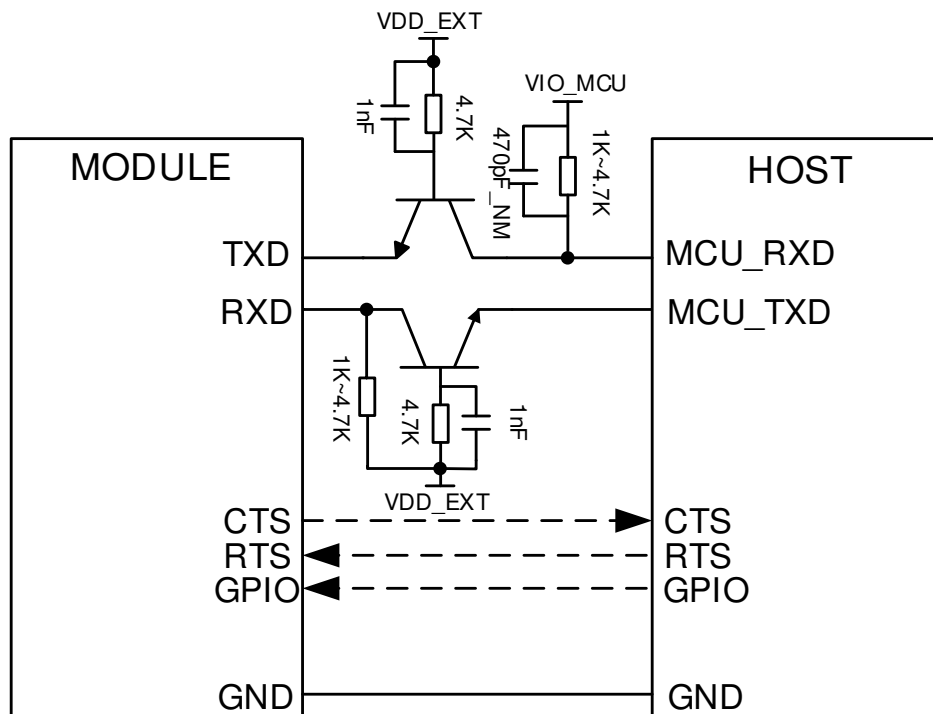 VDD_EXT
1nF
4.7K
VIO_MCU
470pF_NM
1K~4.7K
MODULE
HOST
TXD
MCU_RXD
RXD
MCU_TXD
1K~4.7K
4.7K
1nF
VDD_EXT
CTS
CTS
RTS
RTS
GPIO
GPIO
GND
GND